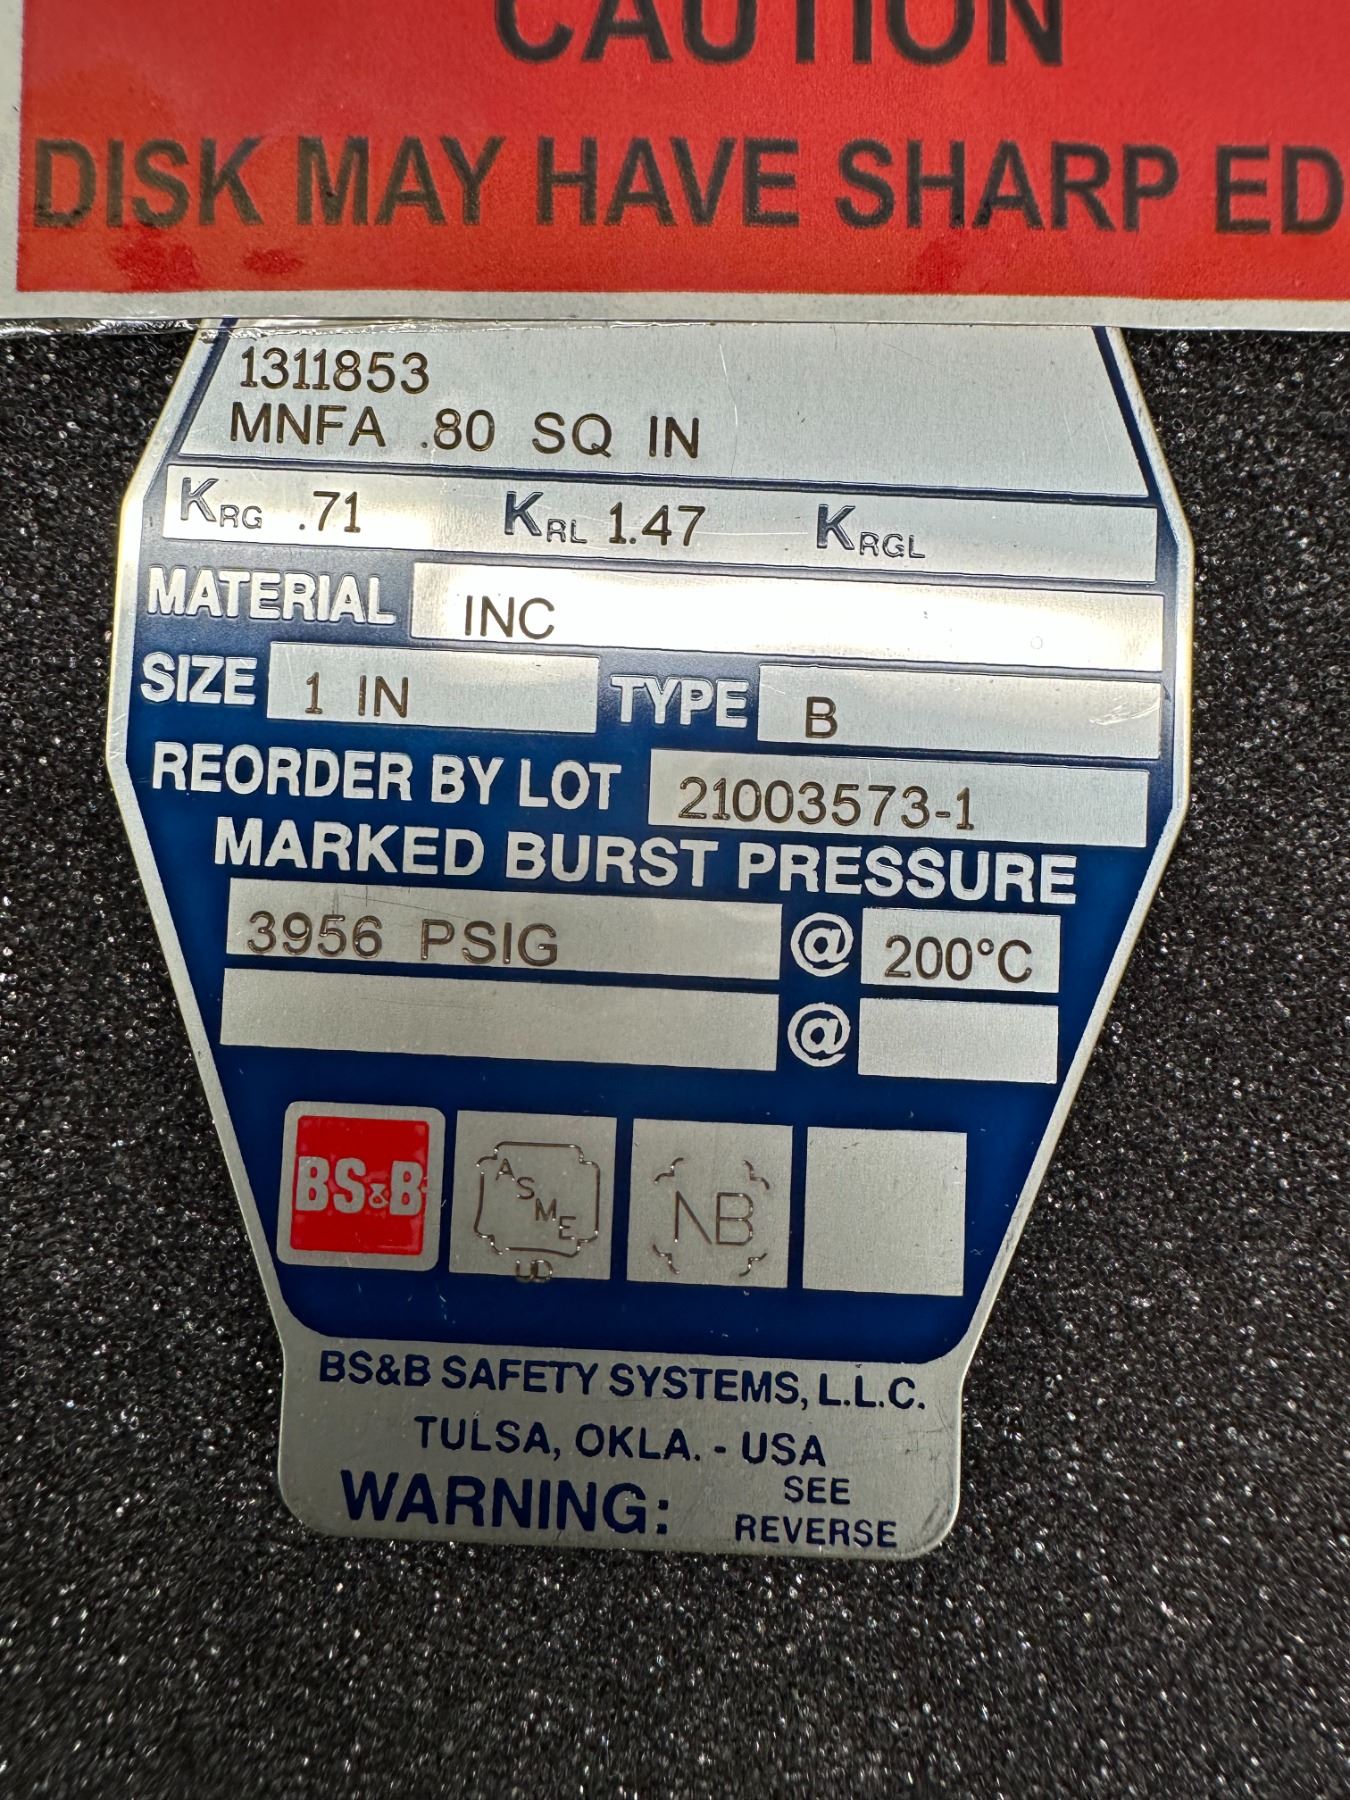 CAUTION
DISK MAY HAVE SHARP ED
1311853
MNFA .80 SQ IN
KRG .71 KRL 1.47 KRGL
MATERIAL INC
SIZE 1 IN TYPE B
REORDER BY LOT 21003573-1
MARKED BURST PRESSURE
3956 PSIG @ 200°C
@
BS&B ASME NB
UD
BS&B SAFETY SYSTEMS, L.L.C.
TULSA, OKLA. - USA
WARNING: SEE
REVERSE